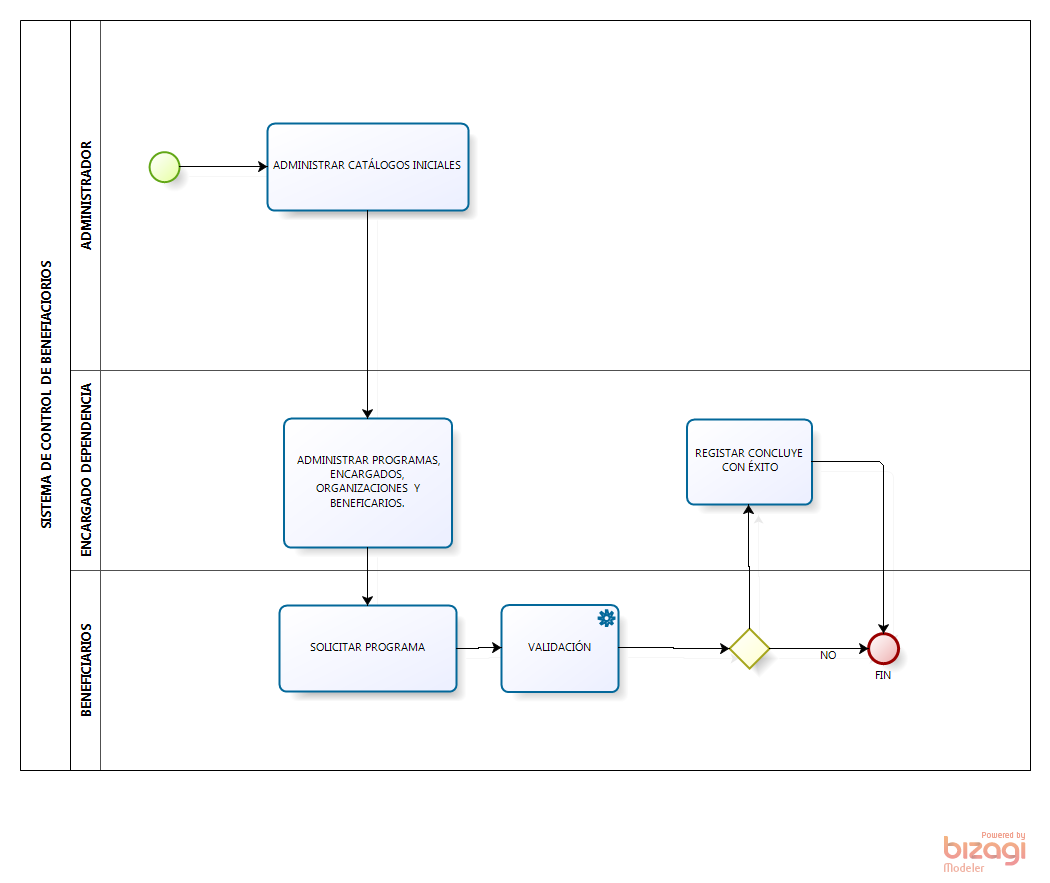 SISTEMA DE CONTROL DE BENEFIACIORIOS
ADMINISTRADOR
ADMINISTRAR CATÁLOGOS INICIALES
ENCARGADO DEPENDENCIA
ADMINISTRAR PROGRAMAS,
ENCARGADOS,
ORGANIZACIONES Y
BENEFICARIOS.
REGISTAR CONCLUYE
CON ÉXITO
BENEFICIARIOS
SOLICITAR PROGRAMA
VALIDACIÓN
NO
FIN
Powered by
bizagi
Modeler